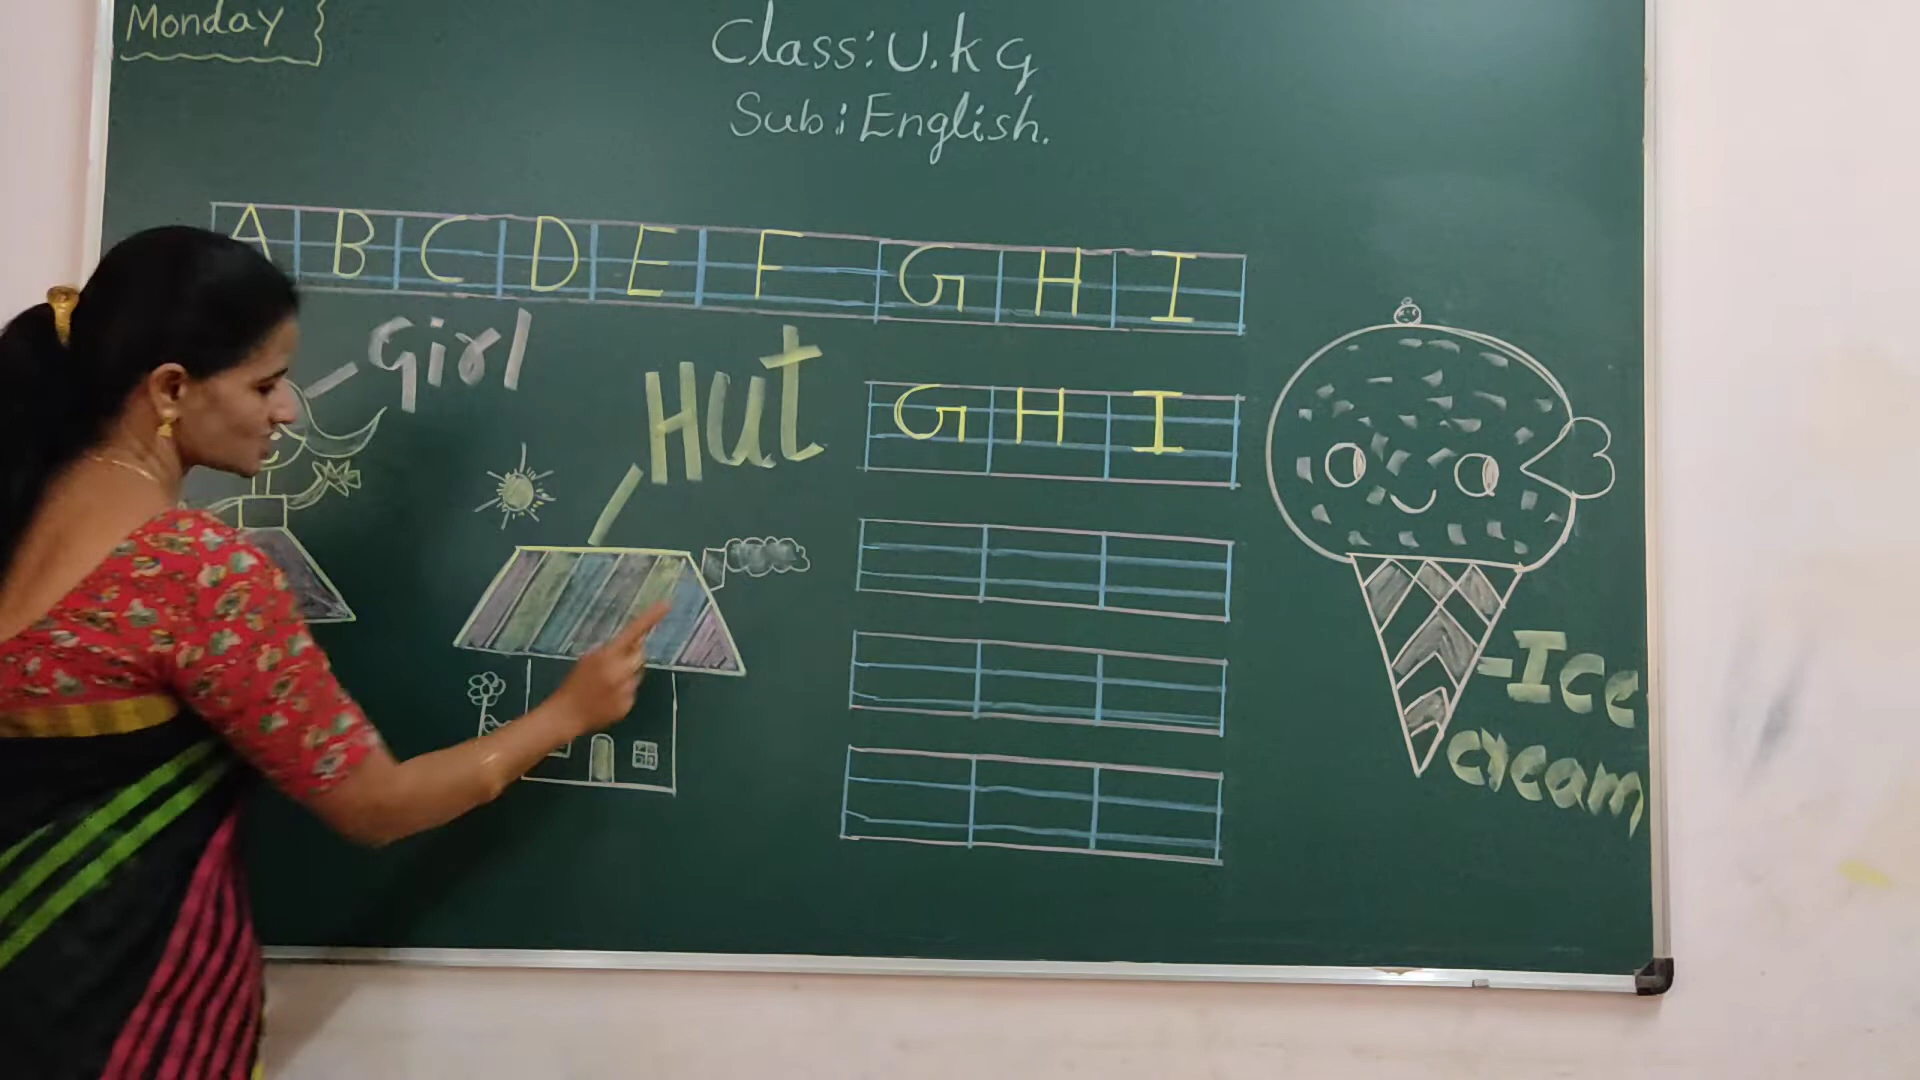 Monday
Class: U.K G
Sub: English.
A B C D E F G H I
Girl
Hut
G H I
-Ice
cream